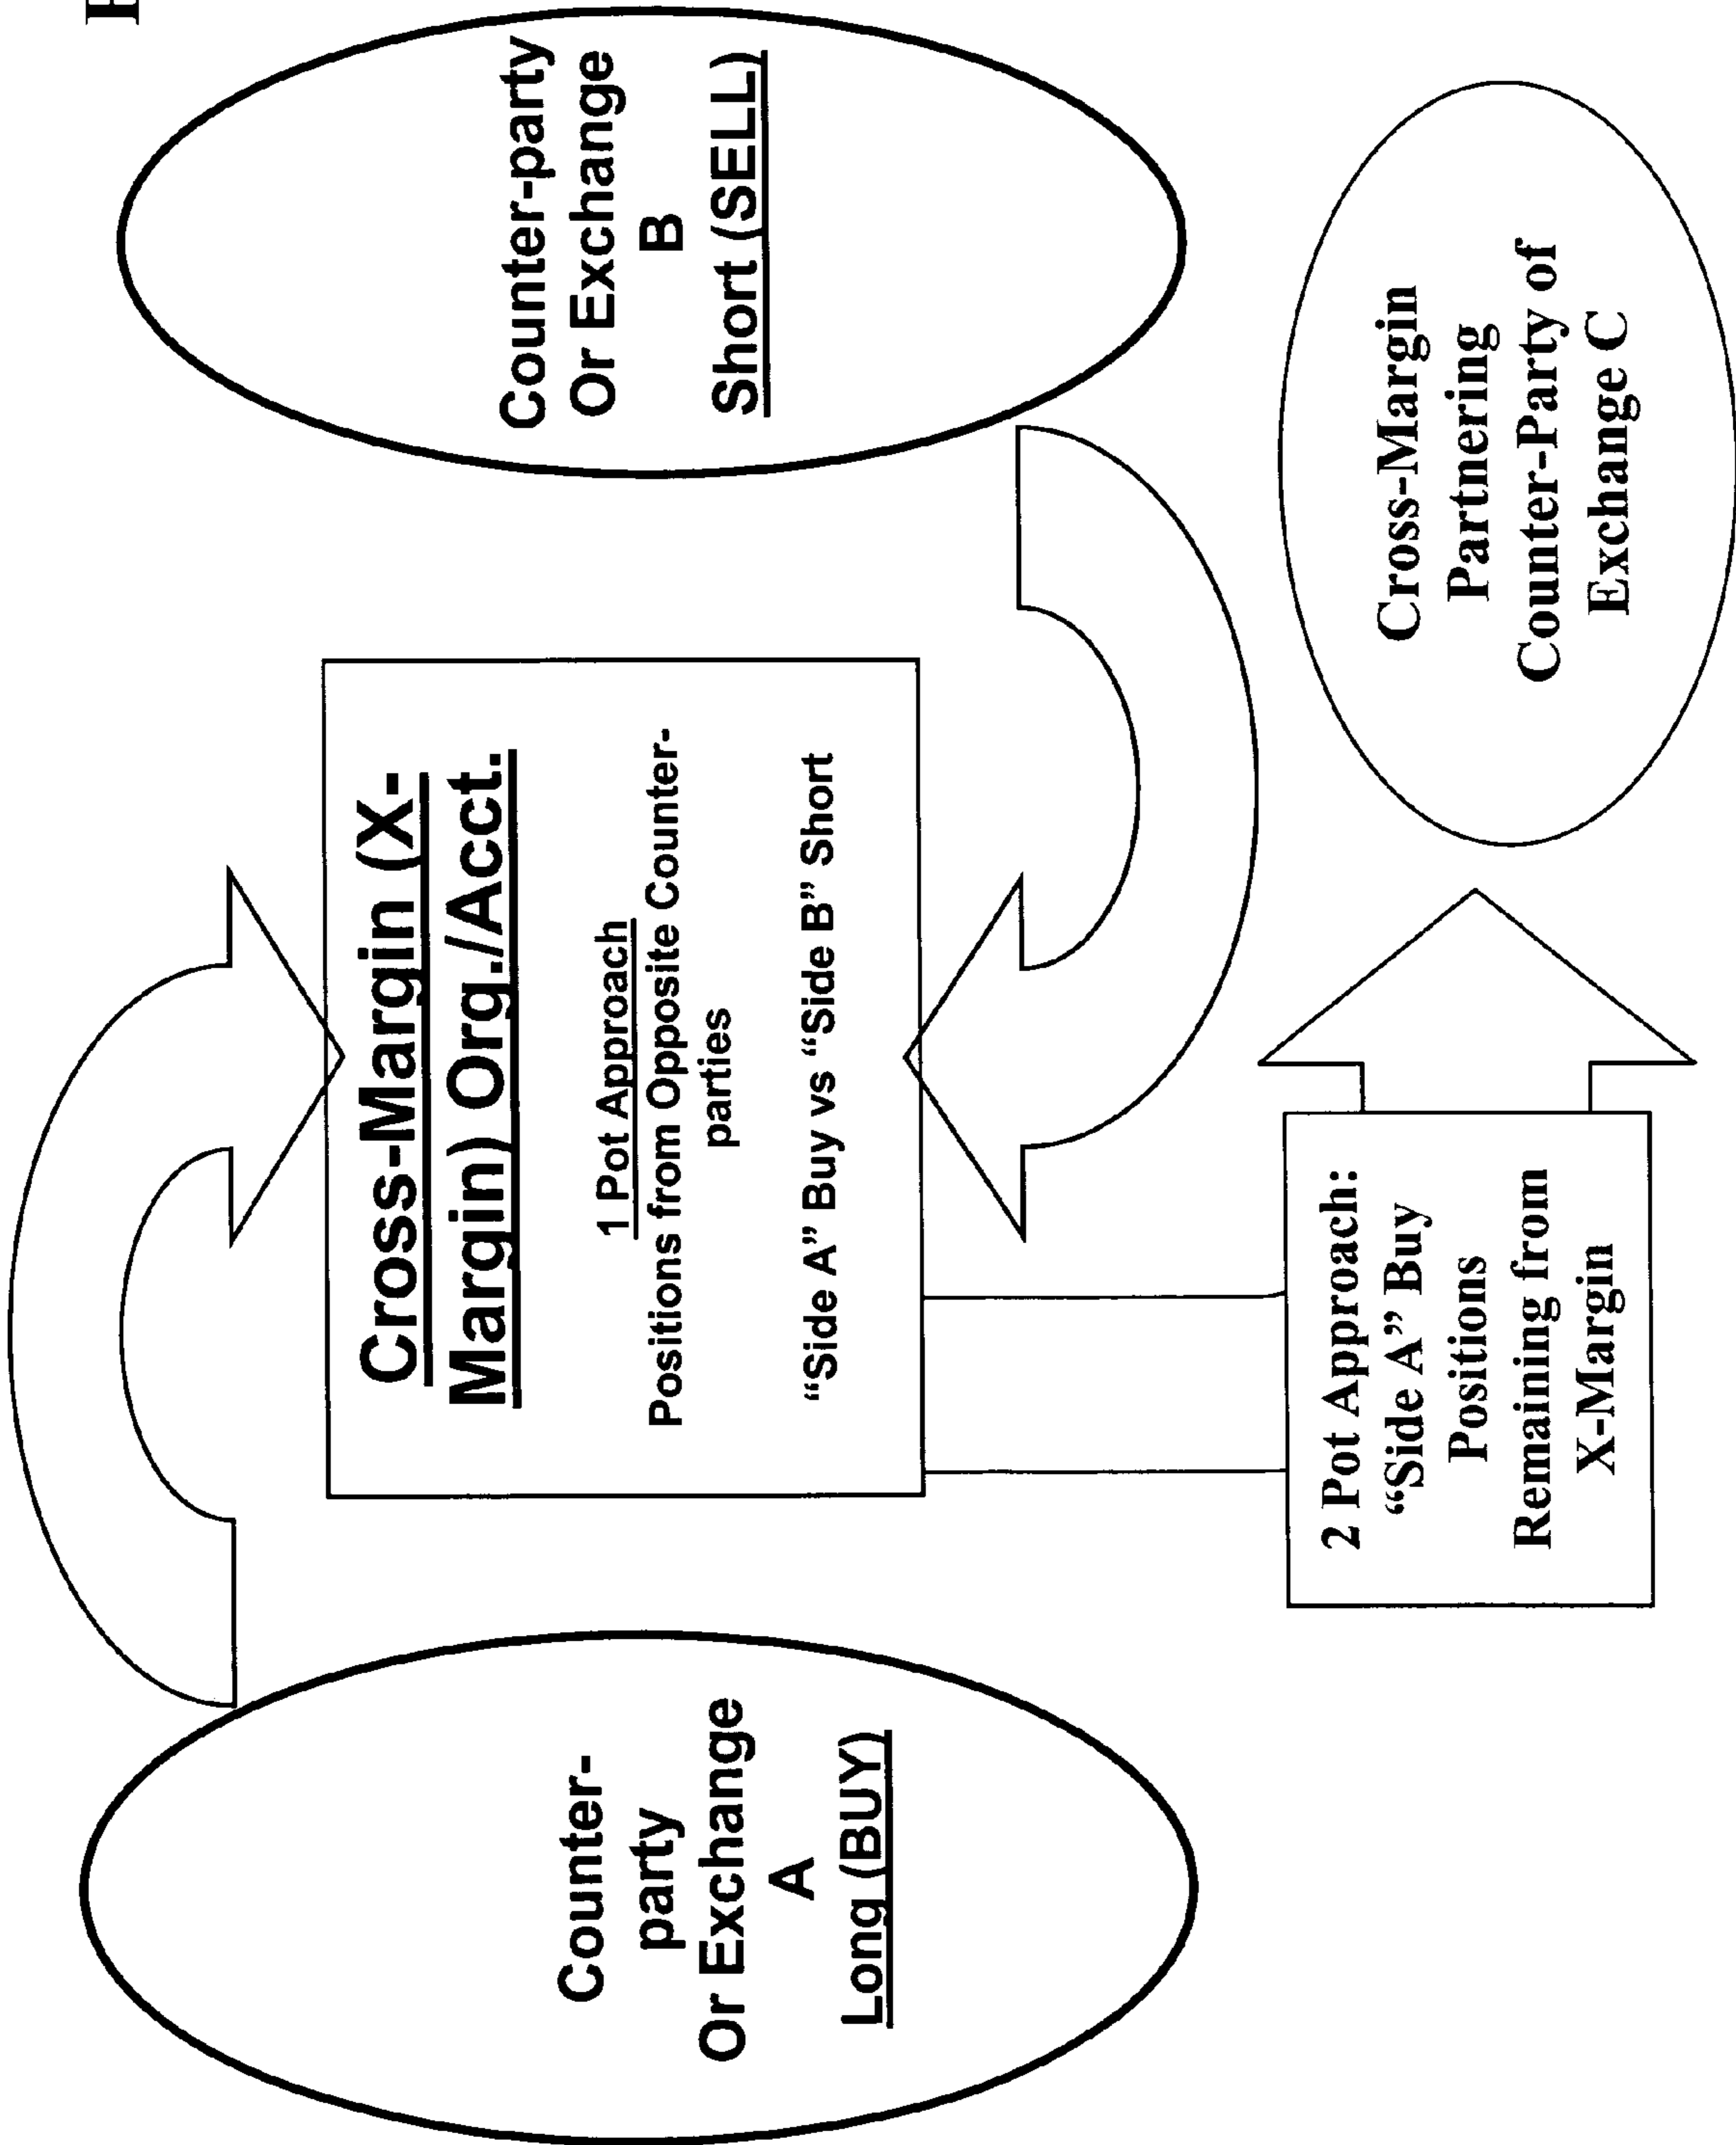 Counter-
party
Or Exchange
A
Long (BUY)
Cross-Margin (X-
Margin) Org./Acct.
1 Pot Approach
Positions from Opposite Counter-
parties
“Side A” Buy vs “Side B” Short
Counter-party
Or Exchange
B
Short (SELL)
2 Pot Approach:
“Side A” Buy
Positions
Remaining from
X-Margin
Cross-Margin
Partnering
Counter-Party of
Exchange C